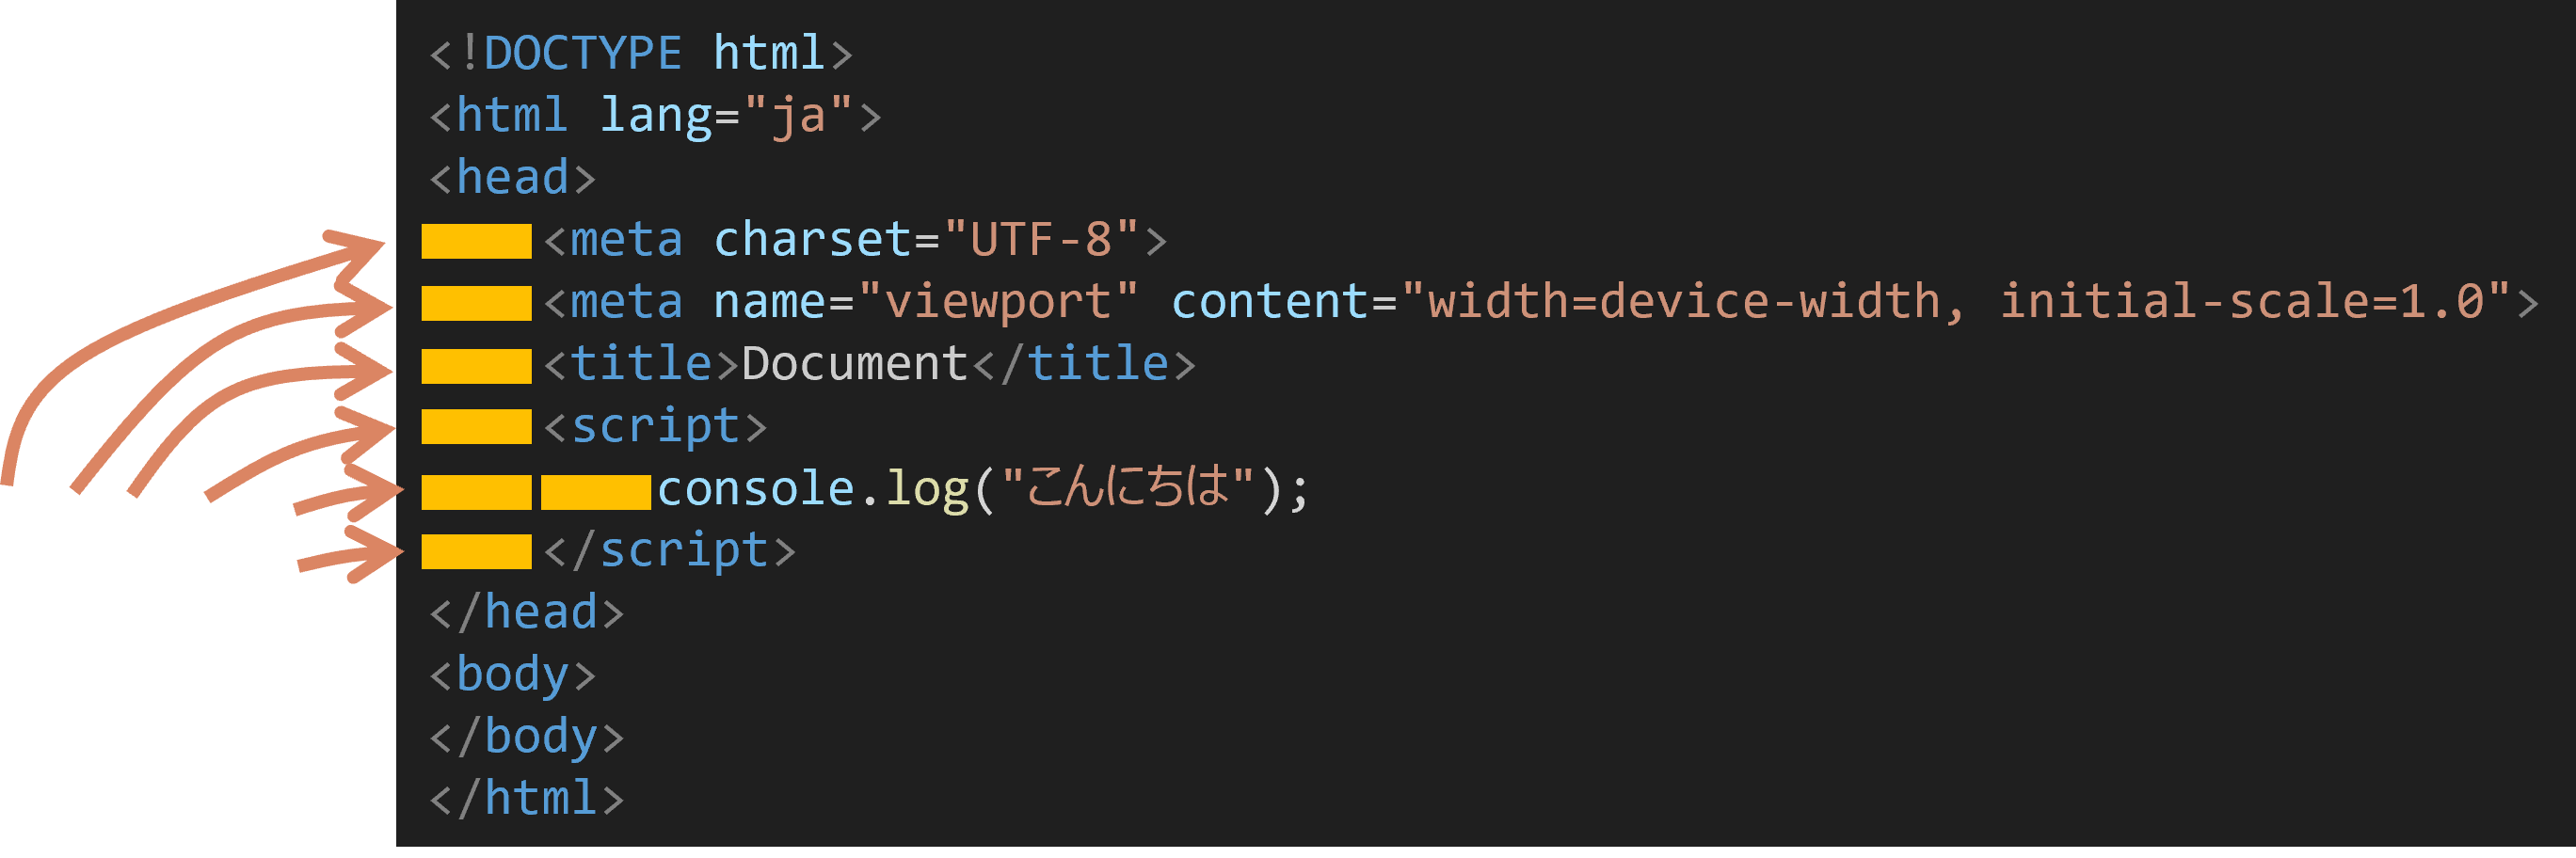 <!DOCTYPE html>
<html lang="ja">
<head>
<meta charset="UTF-8">
<meta name="viewport" content="width=device-width, initial-scale=1.0">
<title>Document</title>
<script>
console.log("こんにちは");
</script>
</head>
<body>
</body>
</html>